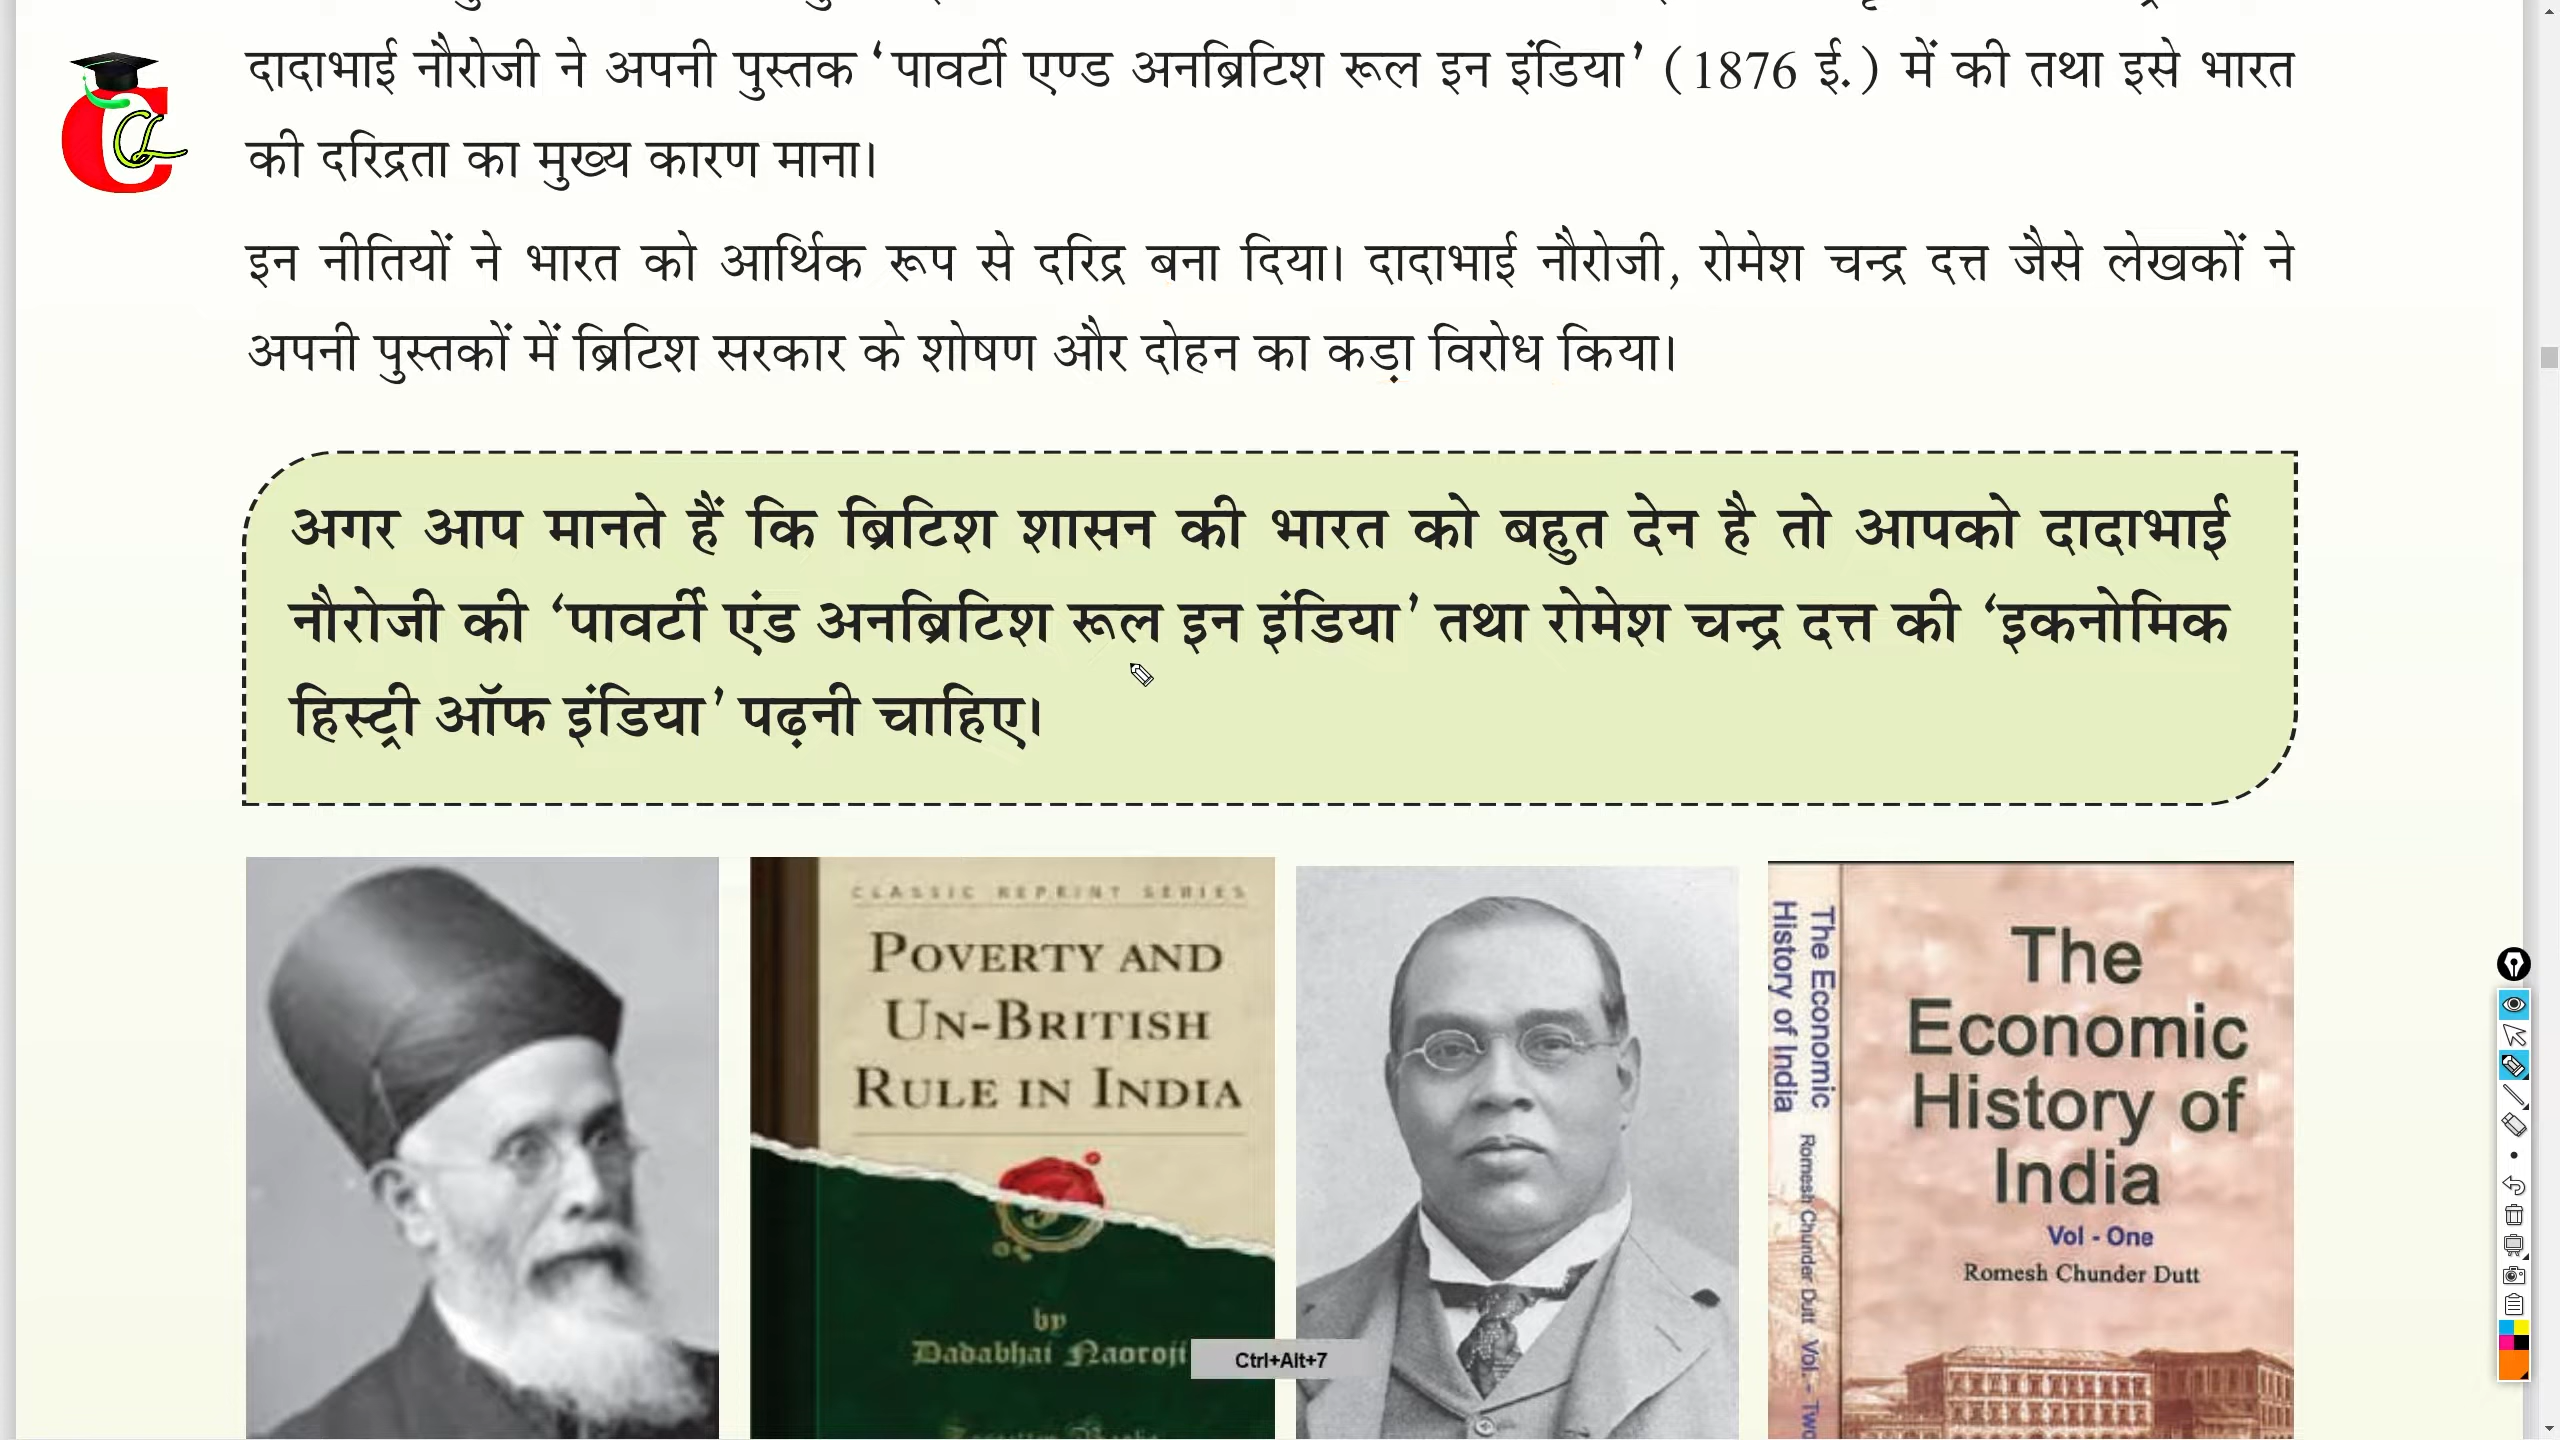 दादाभाई नौरोजी ने अपनी पुस्तक ‘पावर्टी एण्ड अनब्रिटिश रूल इन इंडिया’ (1876 ई.) में की तथा इसे भारत
की दरिद्रता का मुख्य कारण माना।
इन नीतियों ने भारत को आर्थिक रूप से दरिद्र बना दिया। दादाभाई नौरोजी, रोमेश चन्द्र दत्त जैसे लेखकों ने
अपनी पुस्तकों में ब्रिटिश सरकार के शोषण और दोहन का कड़ा विरोध किया।
अगर आप मानते हैं कि ब्रिटिश शासन की भारत को बहुत देन है तो आपको दादाभाई
नौरोजी की ‘पावर्टी एंड अनब्रिटिश रूल इन इंडिया’ तथा रोमेश चन्द्र दत्त की ‘इकनोमिक
हिस्ट्री ऑफ इंडिया’ पढ़नी चाहिए।
CLASSIC REPRINT SERIES
POVERTY AND
UN-BRITISH
RULE IN INDIA
by
Dadabhai Naoroji
Ctrl+Alt+7
The Economic
History of India
Romesh Chunder Dutt Vol. - Two
The
Economic
History of
India
Vol - One
Romesh Chunder Dutt